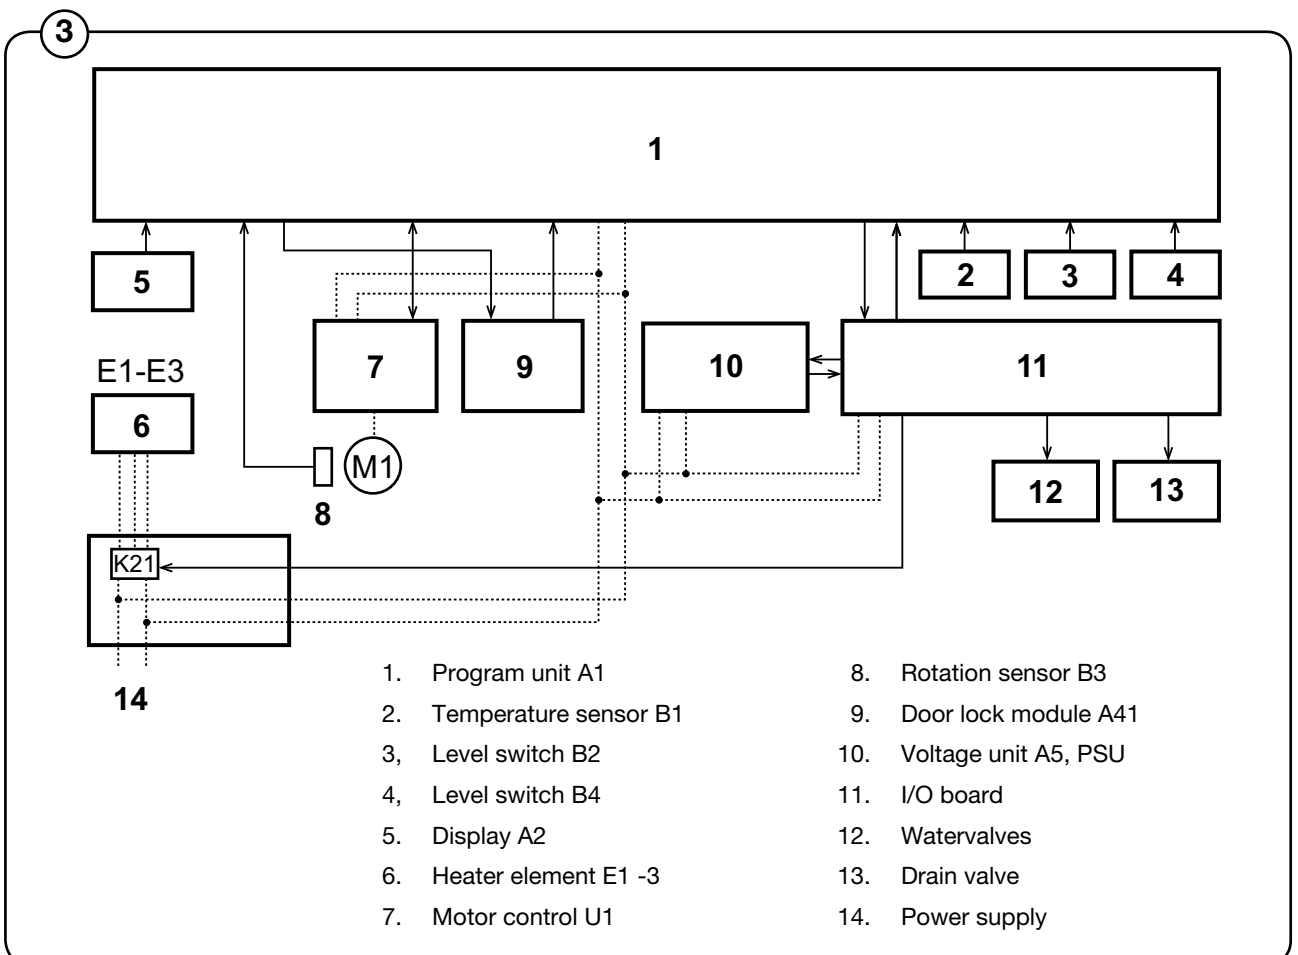 3
1
5
2
3
4
7
9
10
11
E1-E3
6
M1
8
12
13
K21
14
1. Program unit A1
2. Temperature sensor B1
3, Level switch B2
4, Level switch B4
5. Display A2
6. Heater element E1 -3
7. Motor control U1
8. Rotation sensor B3
9. Door lock module A41
10. Voltage unit A5, PSU
11. I/O board
12. Watervalves
13. Drain valve
14. Power supply